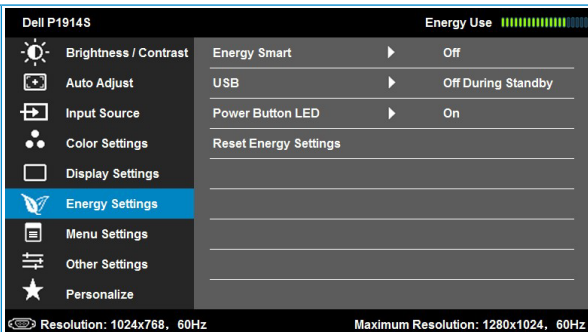 Dell P1914S Energy Use
Brightness / Contrast Energy Smart Off
Auto Adjust USB Off During Standby
Input Source Power Button LED On
Color Settings Reset Energy Settings
Display Settings
Energy Settings
Menu Settings
Other Settings
Personalize
Resolution: 1024x768, 60Hz Maximum Resolution: 1280x1024, 60Hz